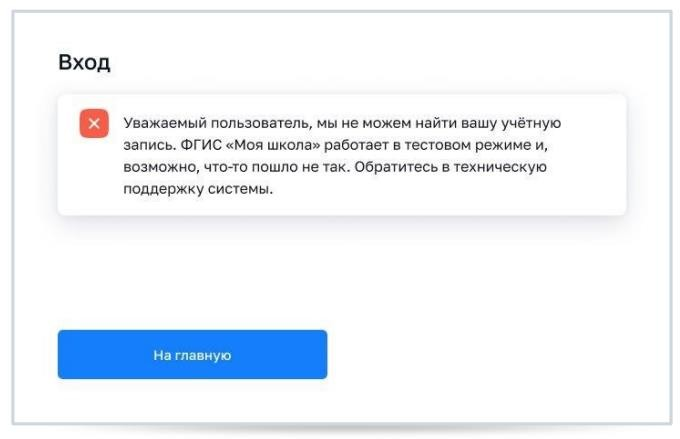 Вход
Уважаемый пользователь, мы не можем найти вашу учётную
запись. ФГИС «Моя школа» работает в тестовом режиме и,
возможно, что-то пошло не так. Обратитесь в техническую
поддержку системы.
На главную